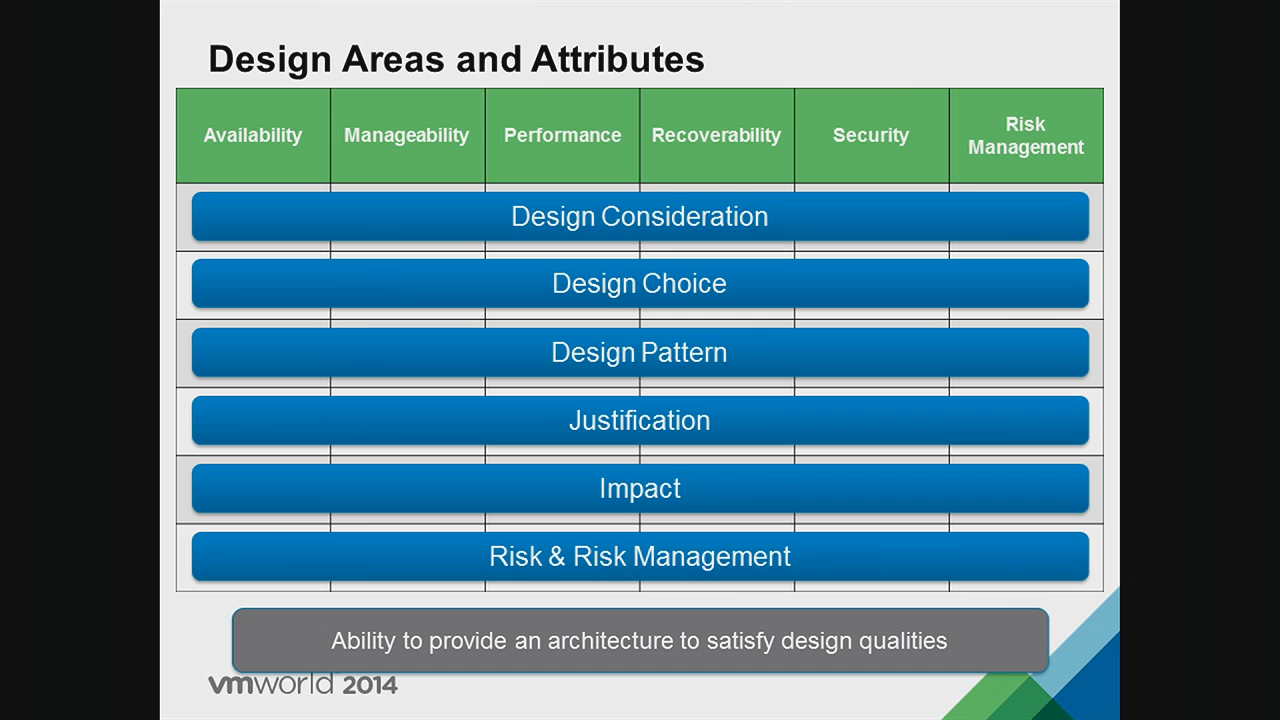 Design Areas and Attributes
Availability
Manageability
Performance
Recoverability
Security
Risk
Management
Design Consideration
Design Choice
Design Pattern
Justification
Impact
Risk & Risk Management
Ability to provide an architecture to satisfy design qualities
vmworld 2014